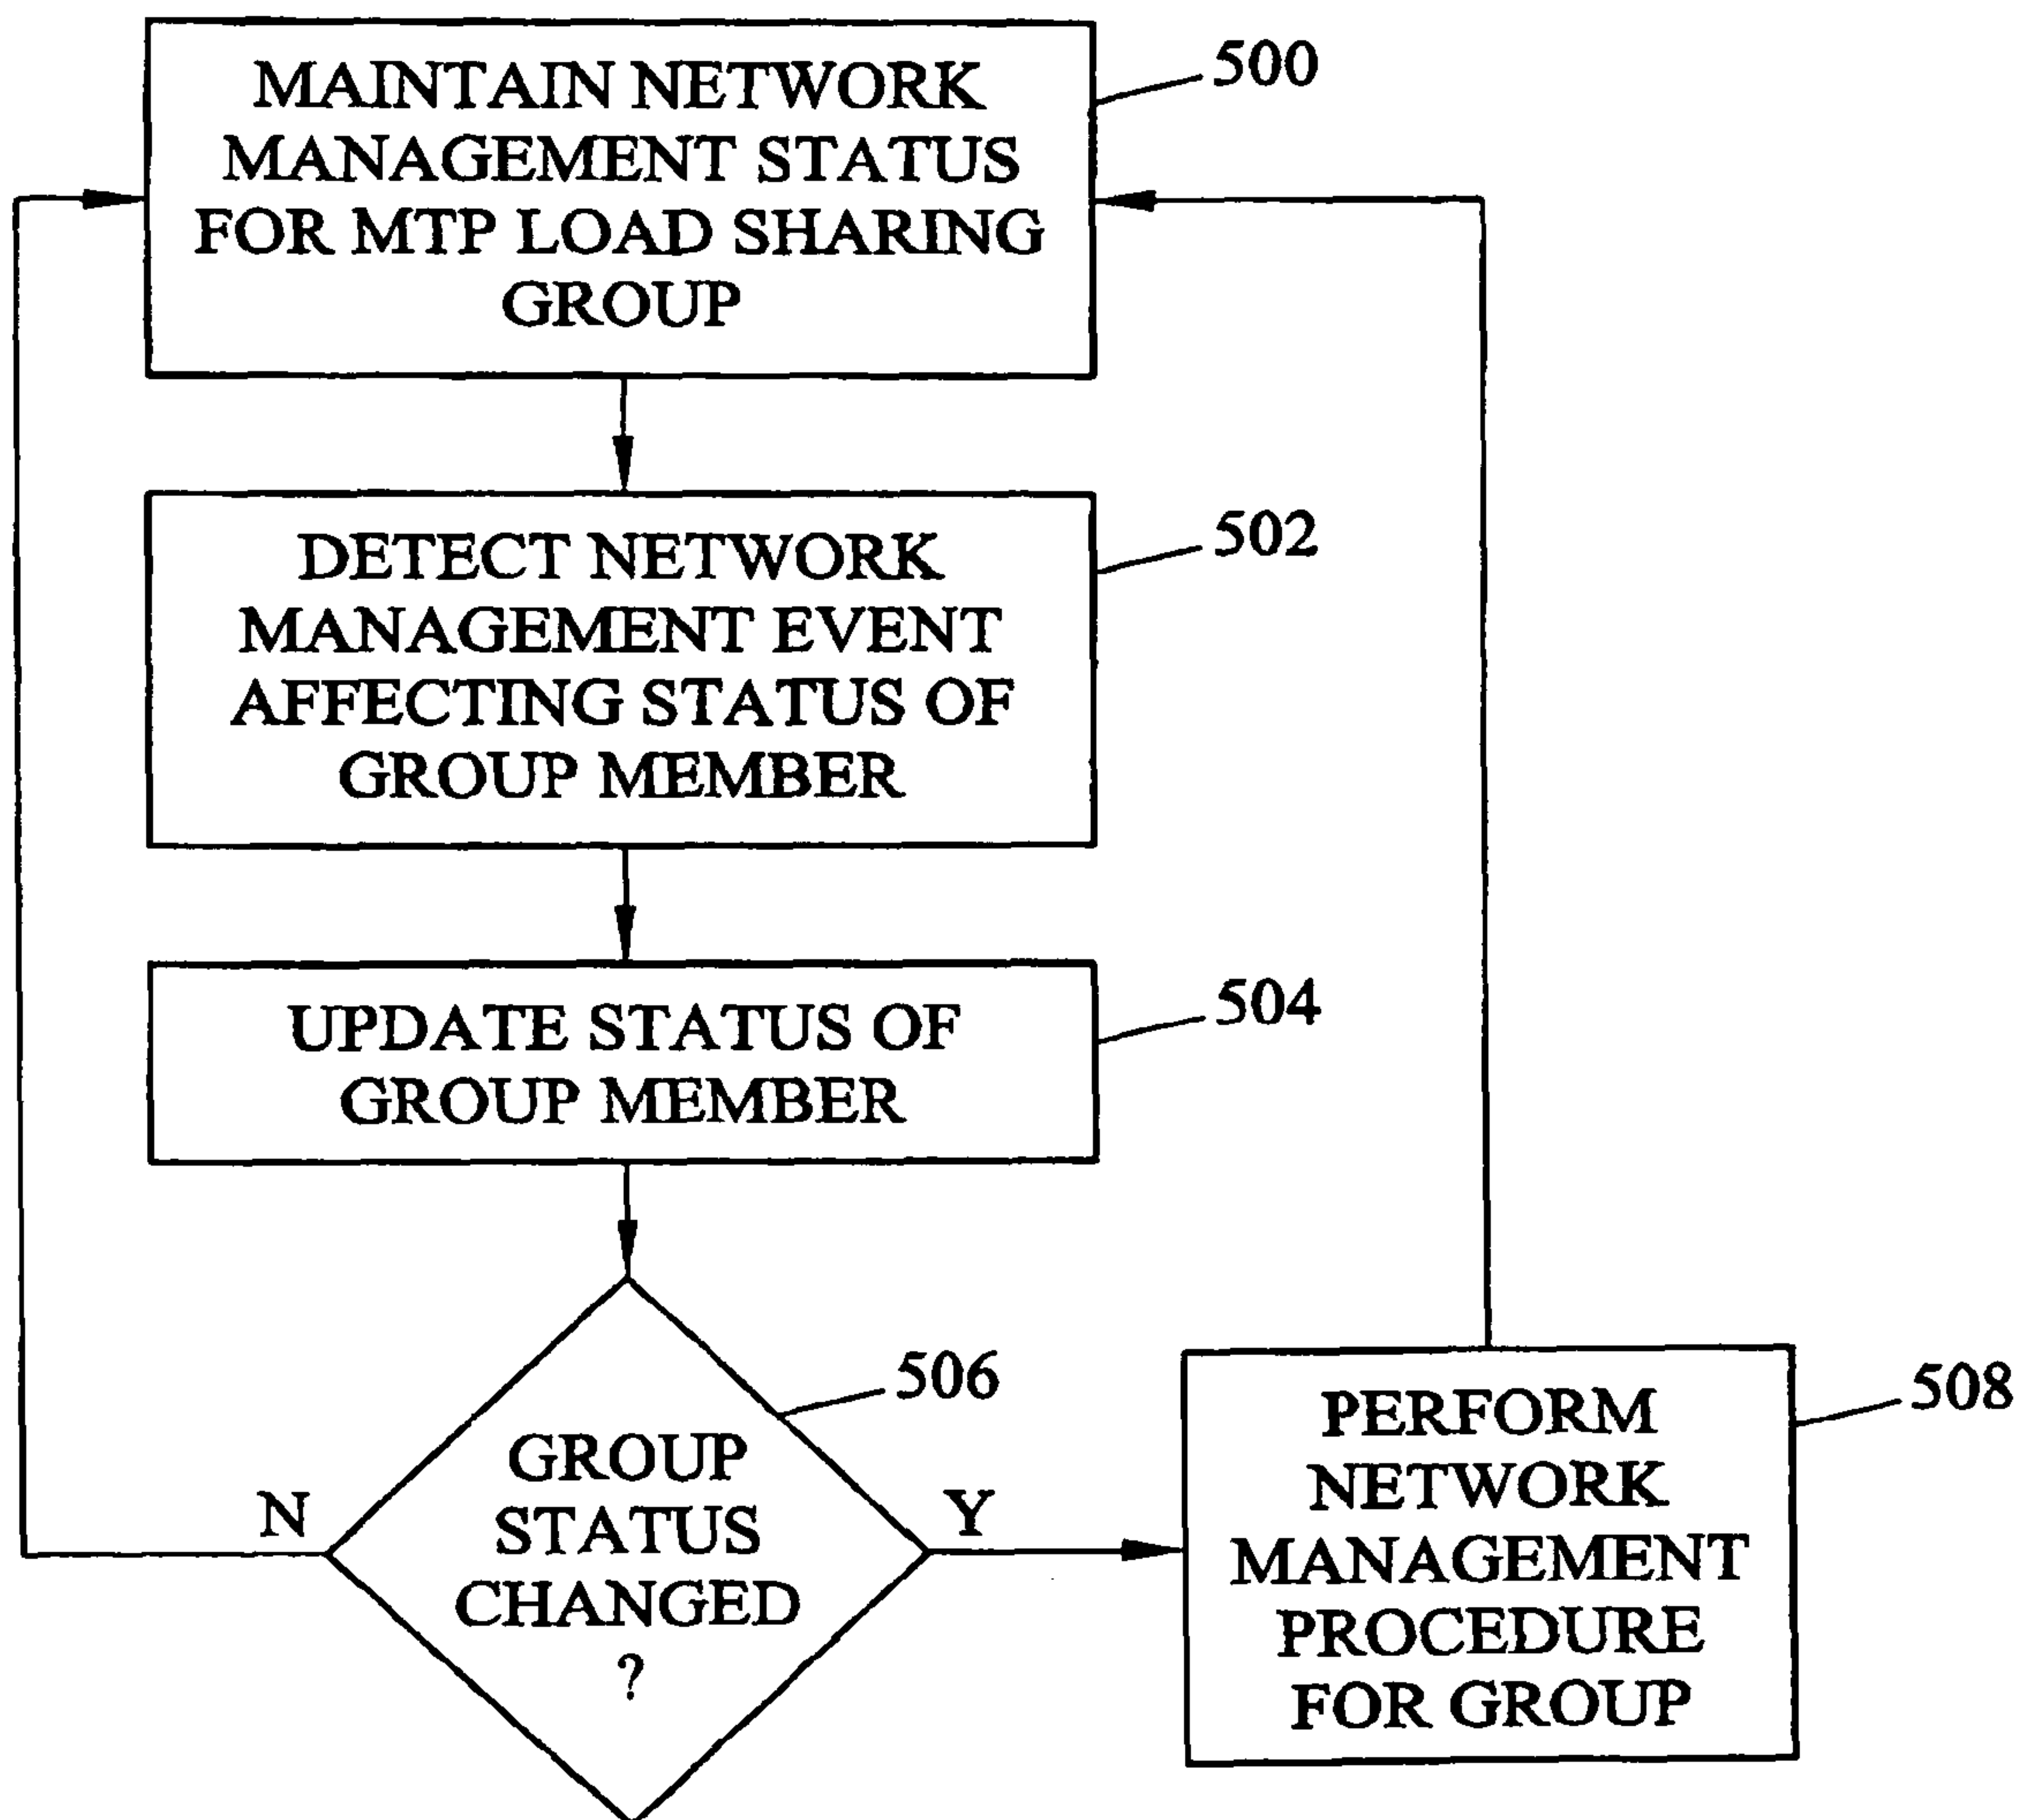 MAINTAIN NETWORK
MANAGEMENT STATUS
FOR MTP LOAD SHARING
GROUP
500
DETECT NETWORK
MANAGEMENT EVENT
AFFECTING STATUS OF
GROUP MEMBER
502
UPDATE STATUS OF
GROUP MEMBER
504
506
GROUP
STATUS
CHANGED
?
N
Y
PERFORM
NETWORK
MANAGEMENT
PROCEDURE
FOR GROUP
508